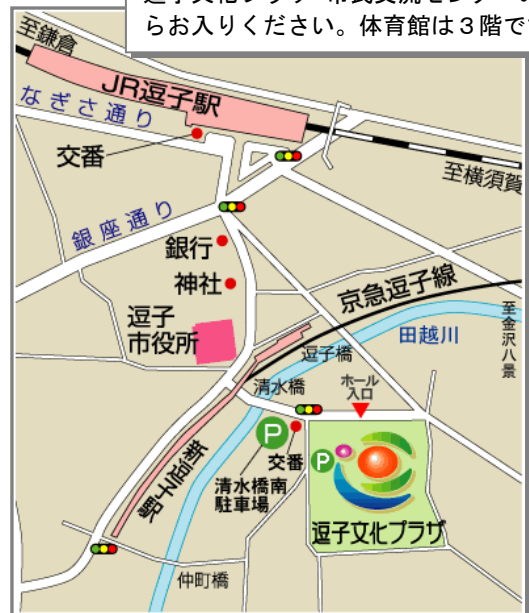 らお入りください。体育館は３階で
至鎌倉
JR逗子駅
なぎさ通り
交番
至横須賀
銀座通り
銀行
神社
京急逗子線
逗子
市役所
田越川
至金沢八景
逗子橋
清水橋
ホール
入口
P
交番
P
清水橋南
駐車場
新逗子駅
逗子文化プラザ
仲町橋